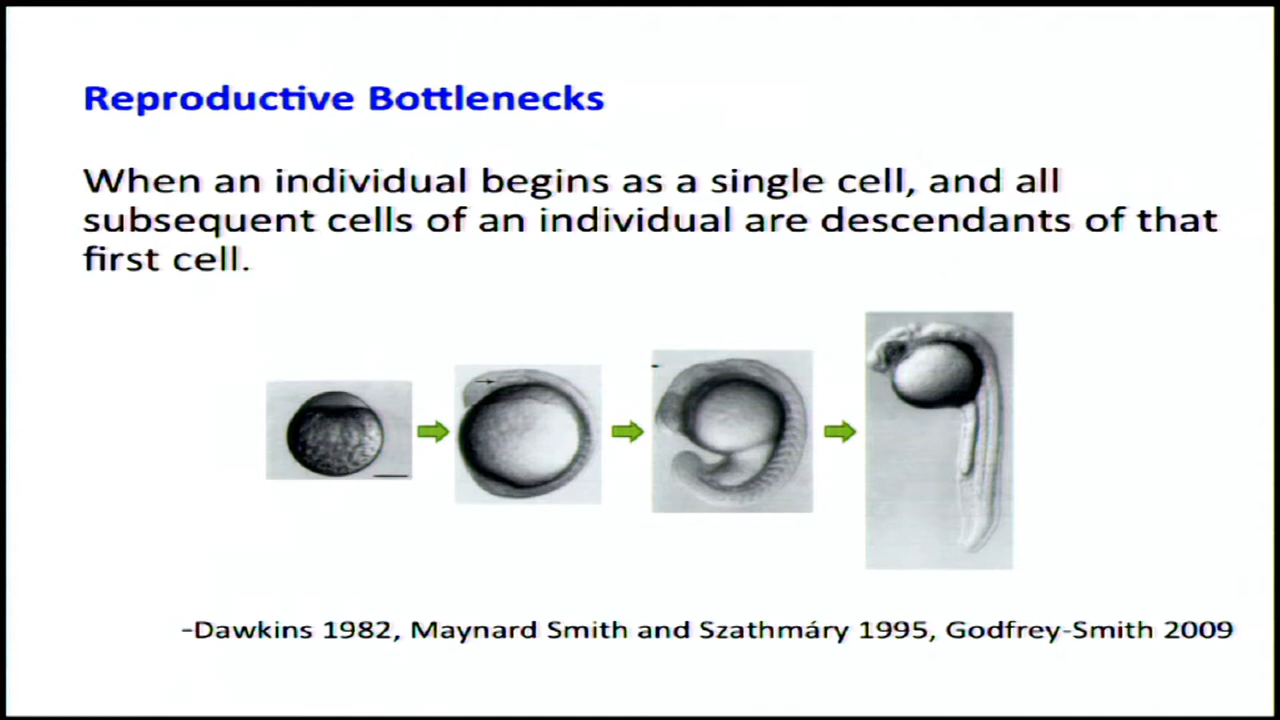 Reproductive Bottlenecks
When an individual begins as a single cell, and all
subsequent cells of an individual are descendants of that
first cell.
-Dawkins 1982, Maynard Smith and Szathmáry 1995, Godfrey-Smith 2009